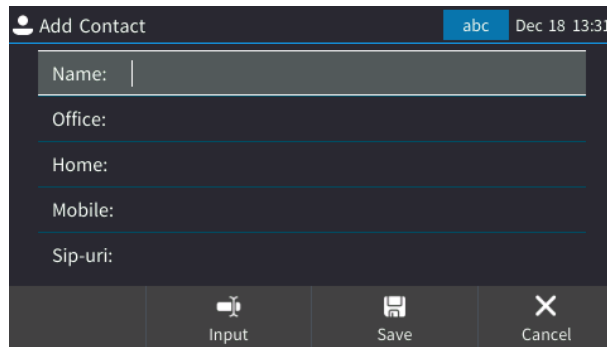 Add Contact abc Dec 18 13:31
Name:
Office:
Home:
Mobile:
Sip-uri:
Input Save Cancel